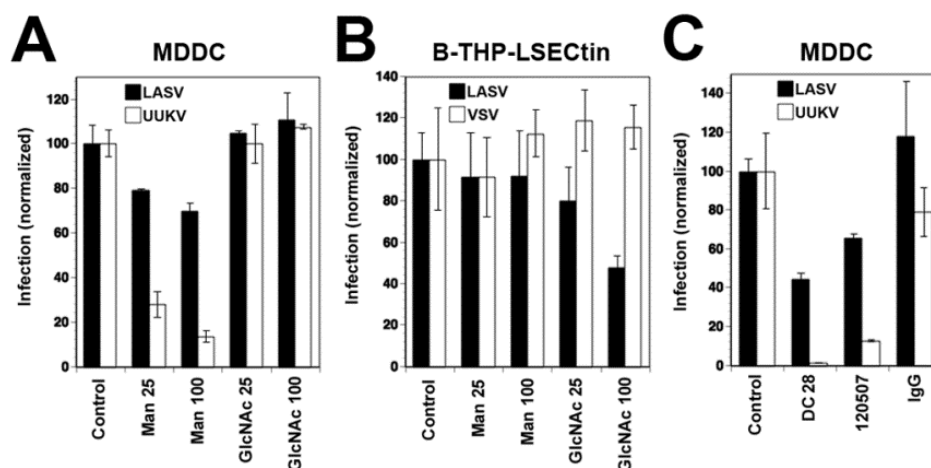 A
MDDC
Infection (normalized)
120
100
80
60
40
20
0
LASV
UUKV
Control
Man 25
Man 100
GlcNAc 25
GlcNAc 100
B
B-THP-LSECtin
Infection (normalized)
140
120
100
80
60
40
20
0
LASV
VSV
Control
Man 25
Man 100
GlcNAc 25
GlcNAc 100
C
MDDC
Infection (normalized)
140
120
100
80
60
40
20
0
LASV
UUKV
Control
DC28
120507
IgG